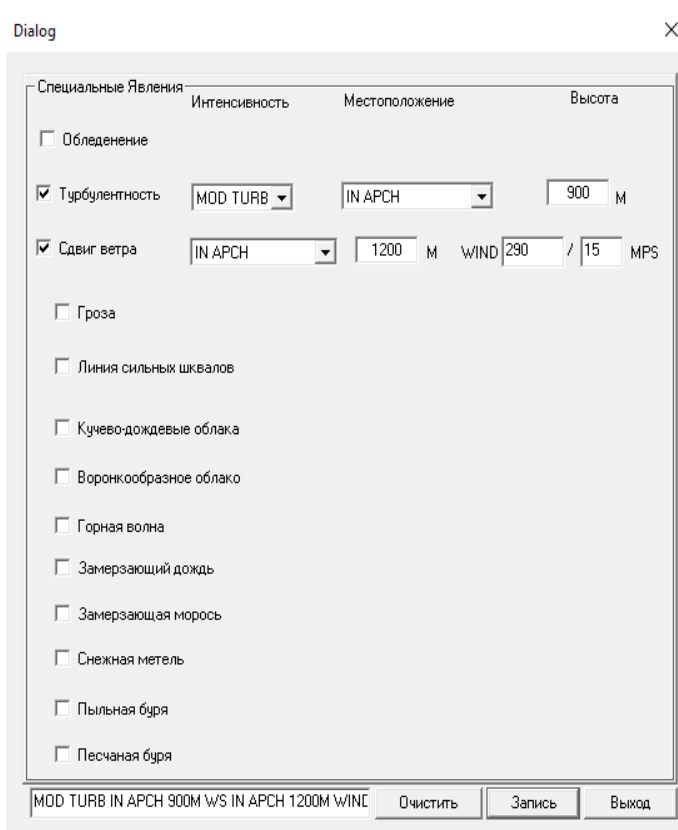 Dialog
Специальные Явления
Интенсивность Местоположение Высота
Обледенение
Турбулентность MOD TURB IN APCH 900 М
Сдвиг ветра IN APCH 1200 М WIND 290 / 15 MPS
Гроза
Линия сильных шквалов
Кучево-дождевые облака
Воронкообразное облако
Горная волна
Замерзающий дождь
Замерзающая морось
Снежная метель
Пыльная буря
Песчаная буря
MOD TURB IN APCH 900M WS IN APCH 1200M WIND Очистить Запись Выход